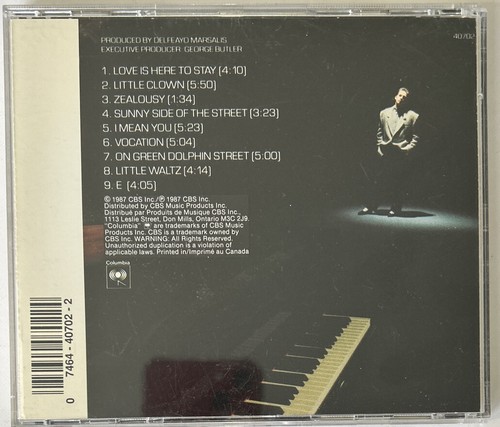 PRODUCED BY DELFEAYO MARSALIS
EXECUTIVE PRODUCER GEORGE BUTLER
40702
1. LOVE IS HERE TO STAY (4:10)
2. LITTLE CLOWN (5:50)
3. ZEALOUSY (1:34)
4. SUNNY SIDE OF THE STREET (3:23)
5. I MEAN YOU (5:23)
6. VOCATION (5:04)
7. ON GREEN DOLPHIN STREET (5:00)
8. LITTLE WALTZ (4:14)
9. E (4:05)
© 1987 CBS Inc./℗ 1987 CBS Inc.
Distributed by CBS Music Products Inc.
Distribué par Produits de Musique CBS Inc.,
1113 Leslie Street, Don Mills, Ontario M3C 2J9.
"Columbia" are trademarks of CBS Music
Products Inc. CBS is a trademark owned by
CBS Inc. WARNING: All Rights Reserved.
Unauthorized duplication is a violation of
applicable laws. Printed in/Imprimé au Canada
Columbia
0 7464-40702-2